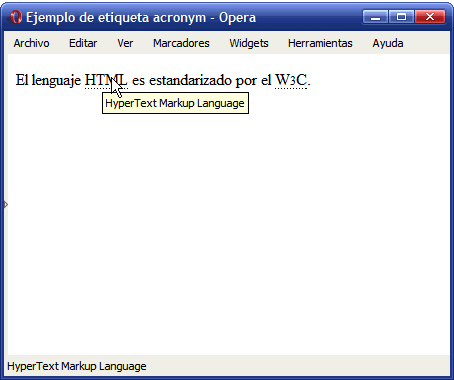 Ejemplo de etiqueta acronym - Opera
Archivo Editar Ver Marcadores Widgets Herramientas Ayuda
El lenguaje HTML es estandarizado por el W3C.
HyperText Markup Language
HyperText Markup Language